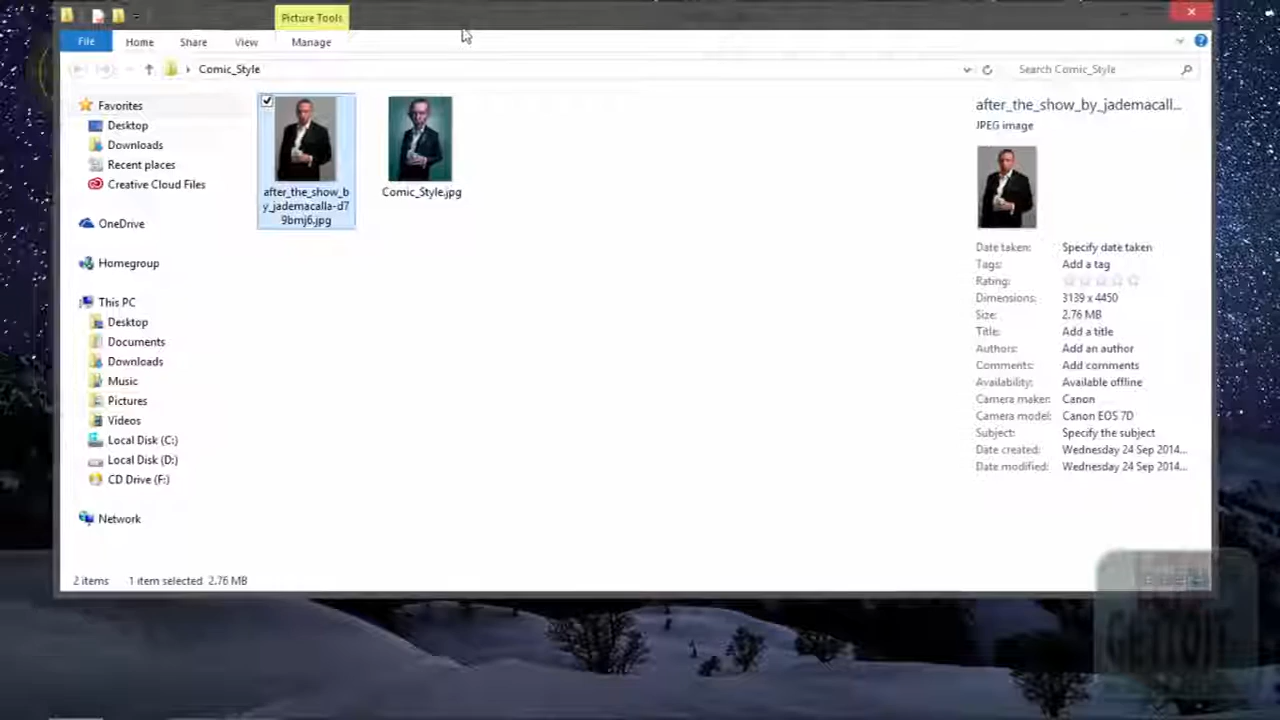 Picture Tools
File
Home
Share
View
Manage
Comic_Style
Search Comic_Style
Favorites
Desktop
Downloads
Recent places
Creative Cloud Files
OneDrive
Homegroup
This PC
Desktop
Documents
Downloads
Music
Pictures
Videos
Local Disk (C:)
Local Disk (D:)
CD Drive (F:)
Network
after_the_show_b
y_jademacalla-d7
9bmj6.jpg
Comic_Style.jpg
after_the_show_by_jademacall...
JPEG image
Date taken: Specify date taken
Tags: Add a tag
Rating:
Dimensions: 3139 x 4450
Size: 2.76 MB
Title: Add a title
Authors: Add an author
Comments: Add comments
Availability: Available offline
Camera maker: Canon
Camera model: Canon EOS 7D
Subject: Specify the subject
Date created: Wednesday 24 Sep 2014...
Date modified: Wednesday 24 Sep 2014...
2 items 1 item selected 2.76 MB